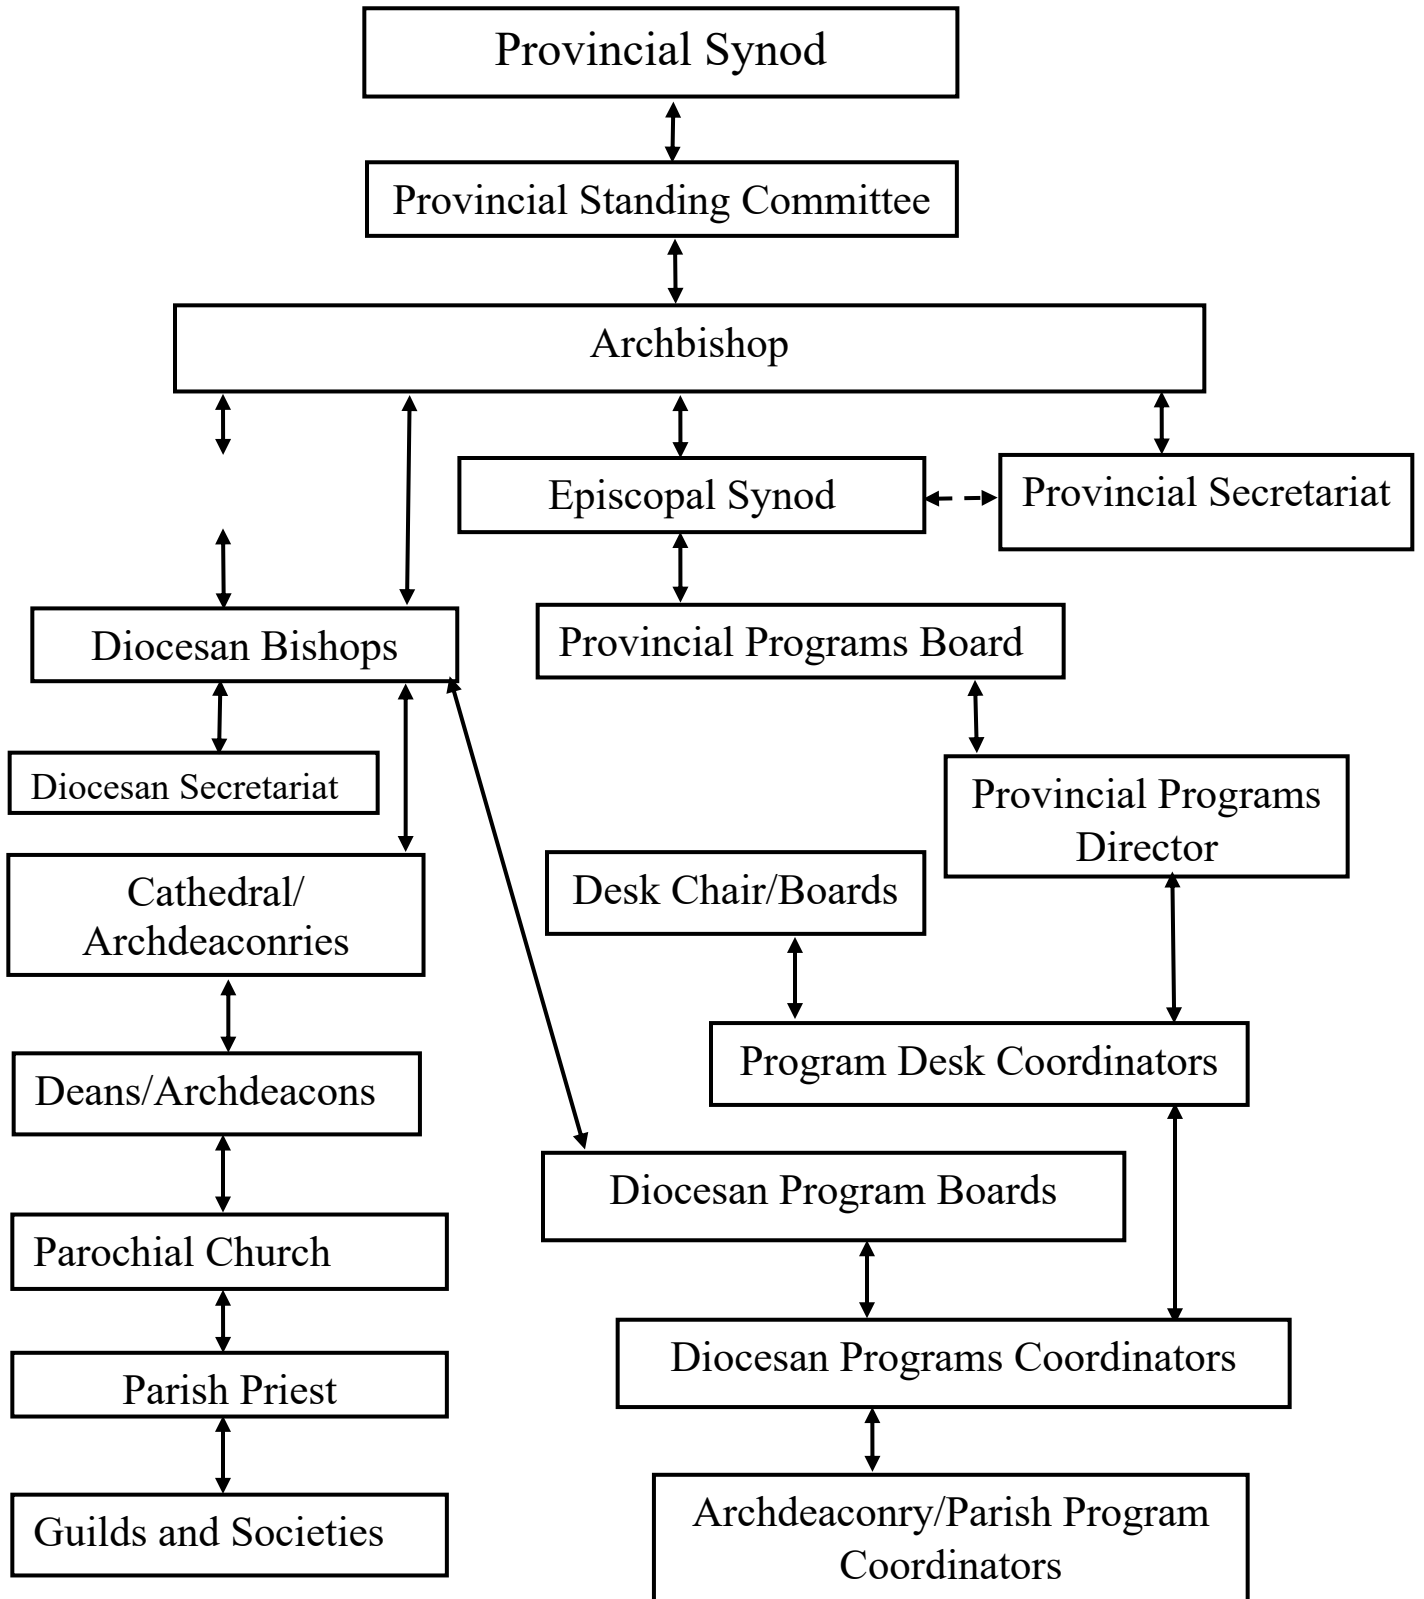 Provincial Synod
Provincial Standing Committee
Archbishop
Episcopal Synod
Provincial Secretariat
Diocesan Bishops
Provincial Programs Board
Diocesan Secretariat
Provincial Programs
Director
Cathedral/
Archdeaconries
Desk Chair/Boards
Program Desk Coordinators
Deans/Archdeacons
Diocesan Program Boards
Parochial Church
Diocesan Programs Coordinators
Parish Priest
Guilds and Societies
Archdeaconry/Parish Program
Coordinators